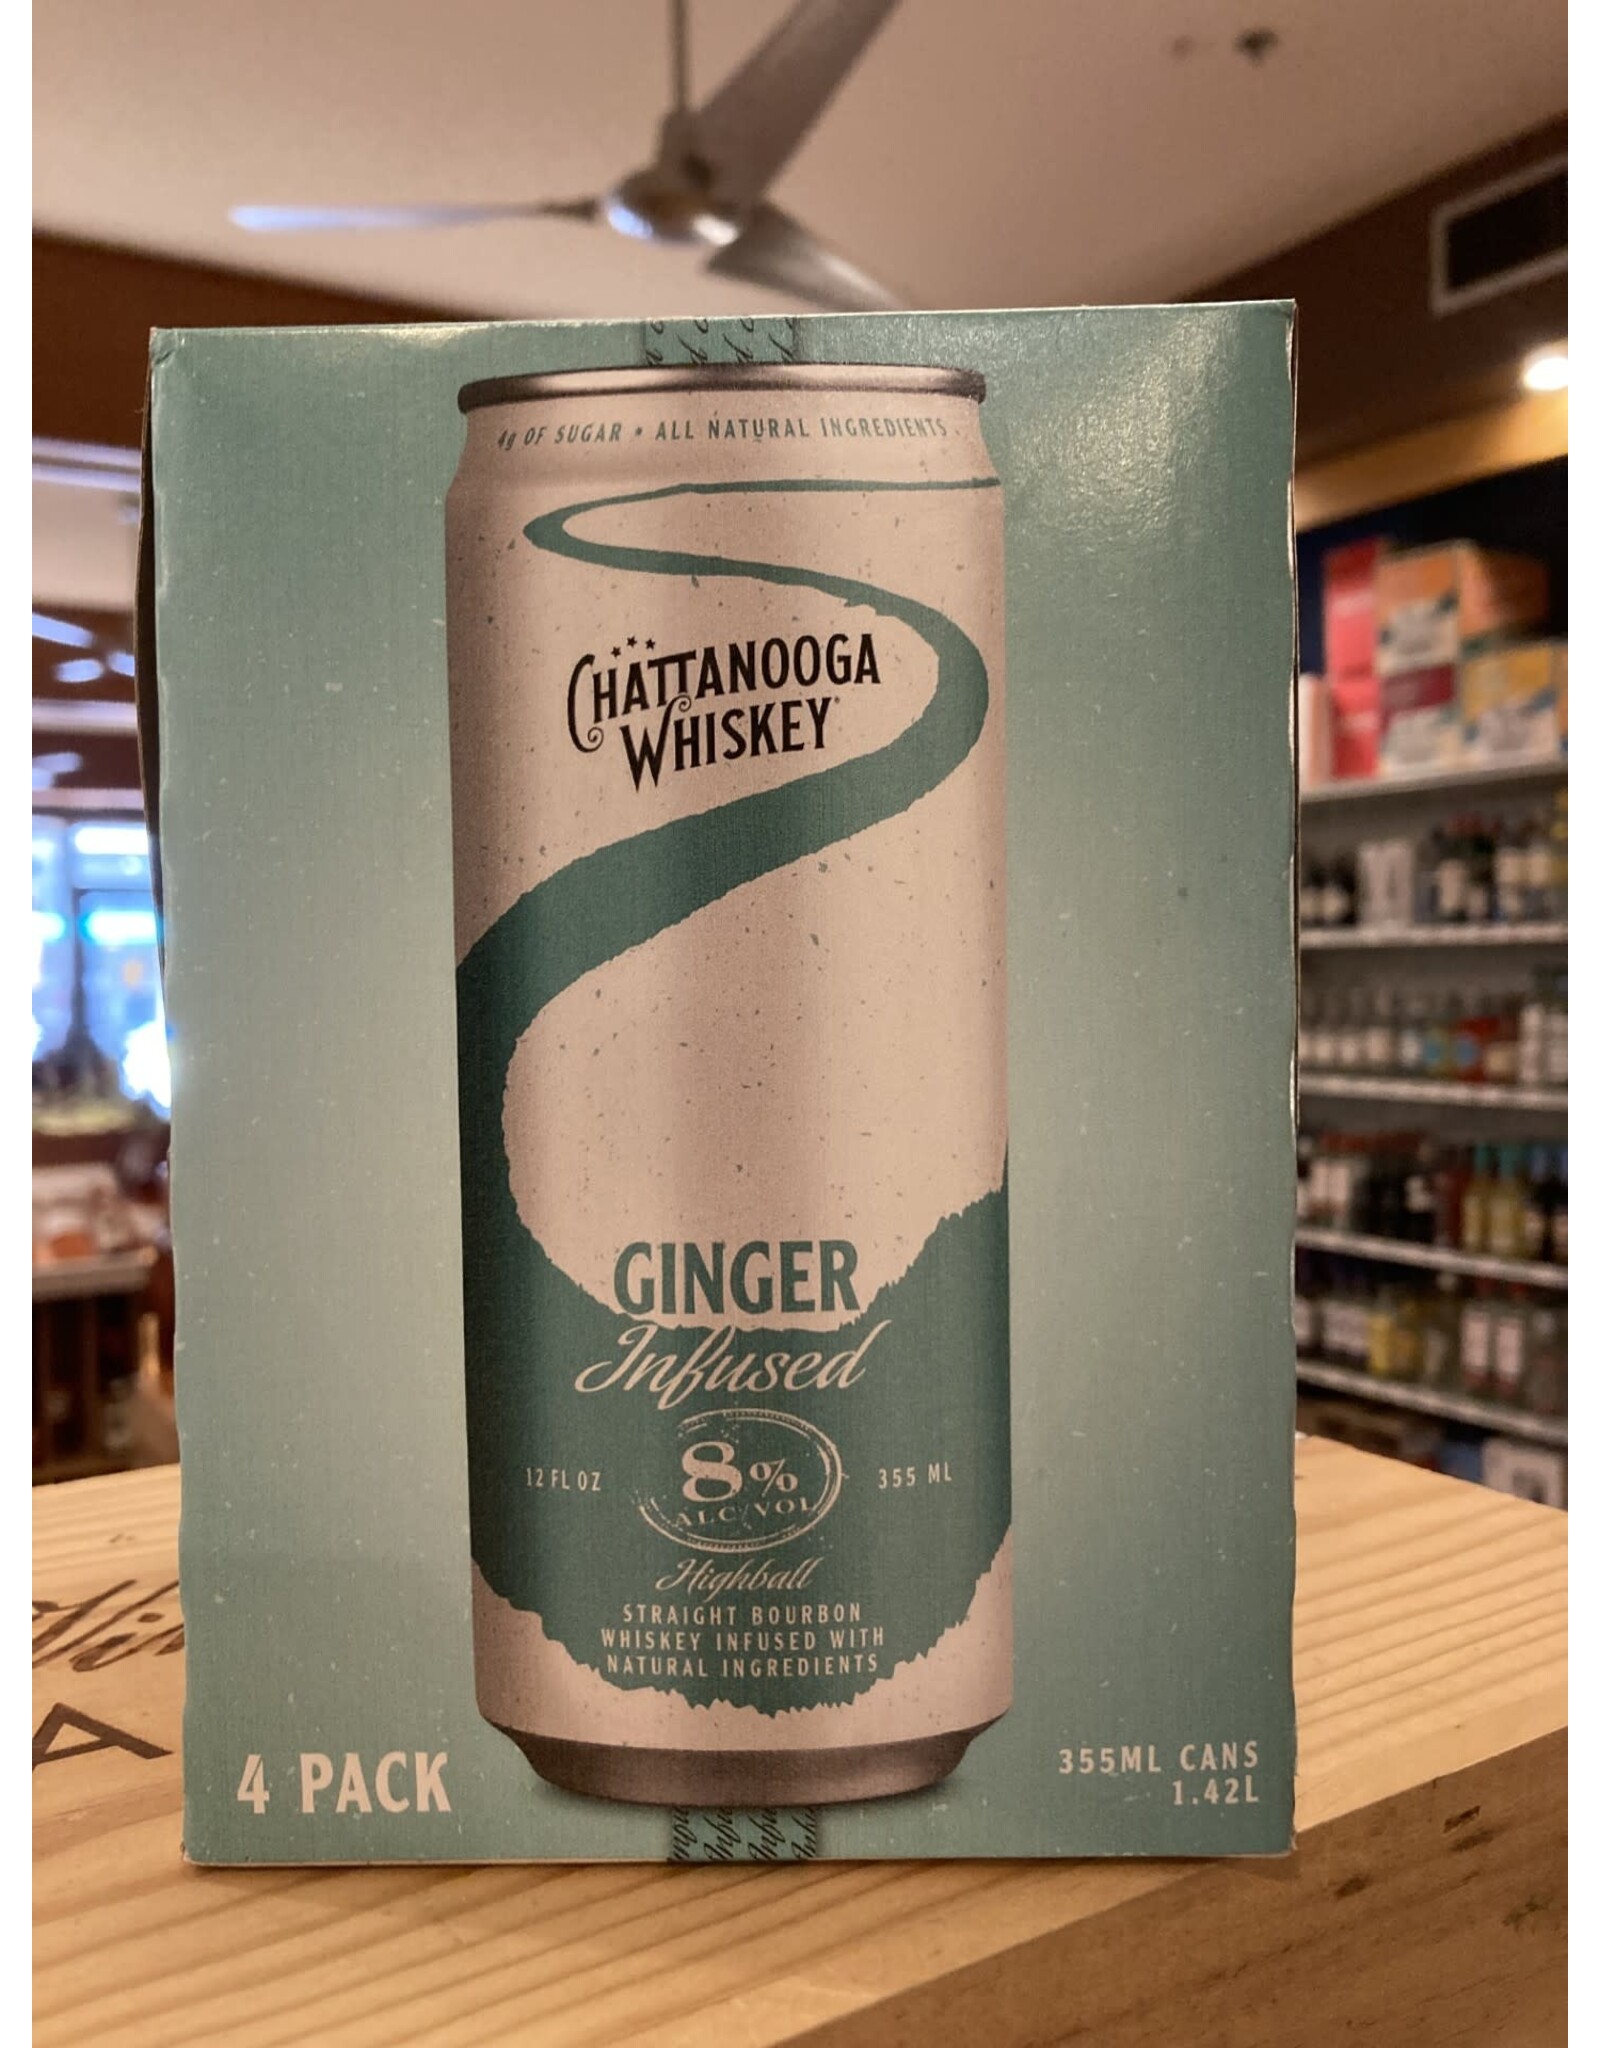 4g OF SUGAR • ALL NATURAL INGREDIENTS
CHATTANOOGA
WHISKEY
GINGER
Infused
12 FL OZ
8%
ALC/VOL
355 ML
Highball
STRAIGHT BOURBON
WHISKEY INFUSED WITH
NATURAL INGREDIENTS
4 PACK
355ML CANS
1.42L